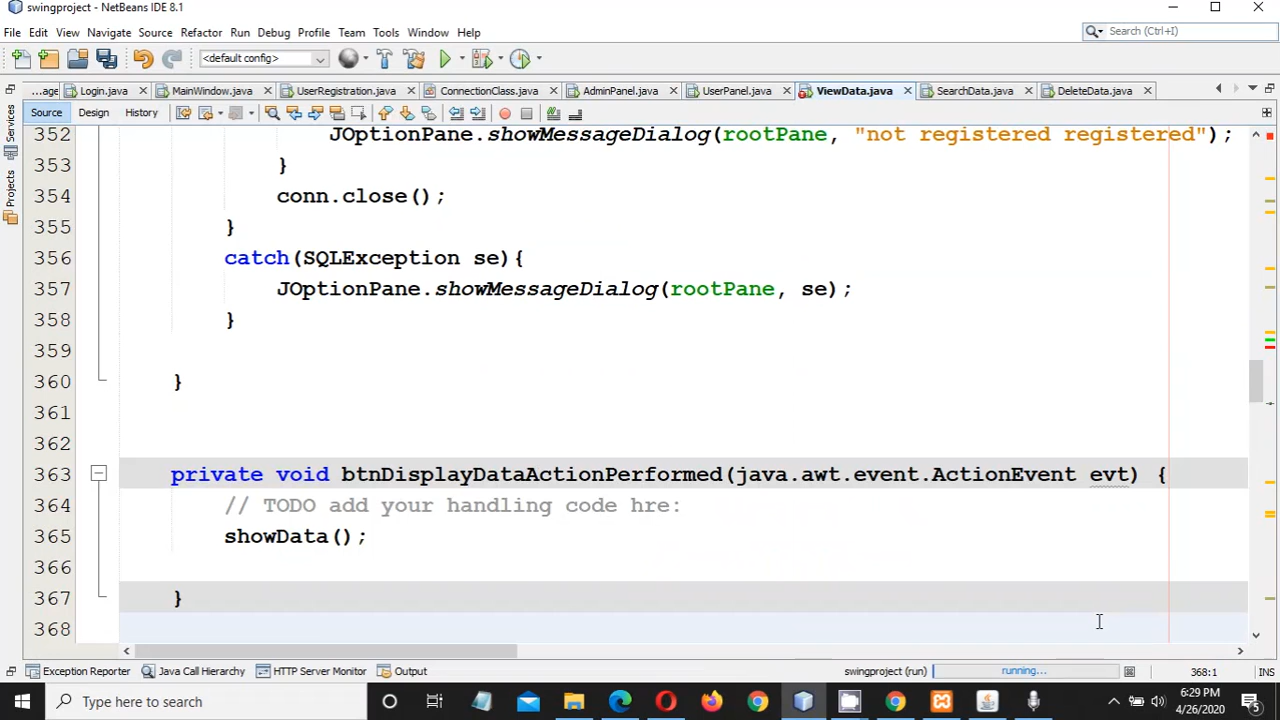 swingproject - NetBeans IDE 8.1
File Edit View Navigate Source Refactor Run Debug Profile Team Tools Window Help
Search (Ctrl+I)
<default config>
...age Login.java MainWindow.java UserRegistration.java ConnectionClass.java AdminPanel.java UserPanel.java ViewData.java SearchData.java DeleteData.java
Source Design History
Services
Projects
352 JOptionPane.showMessageDialog(rootPane, "not registered registered");
353 }
354 conn.close();
355 }
356 catch(SQLException se){
357 JOptionPane.showMessageDialog(rootPane, se);
358 }
359
360 }
361
362
363 private void btnDisplayDataActionPerformed(java.awt.event.ActionEvent evt) {
364 // TODO add your handling code hre:
365 showData();
366
367 }
368
Exception Reporter Java Call Hierarchy HTTP Server Monitor Output swingproject (run) running... 368:1 INS
Type here to search
6:29 PM
4/26/2020
5